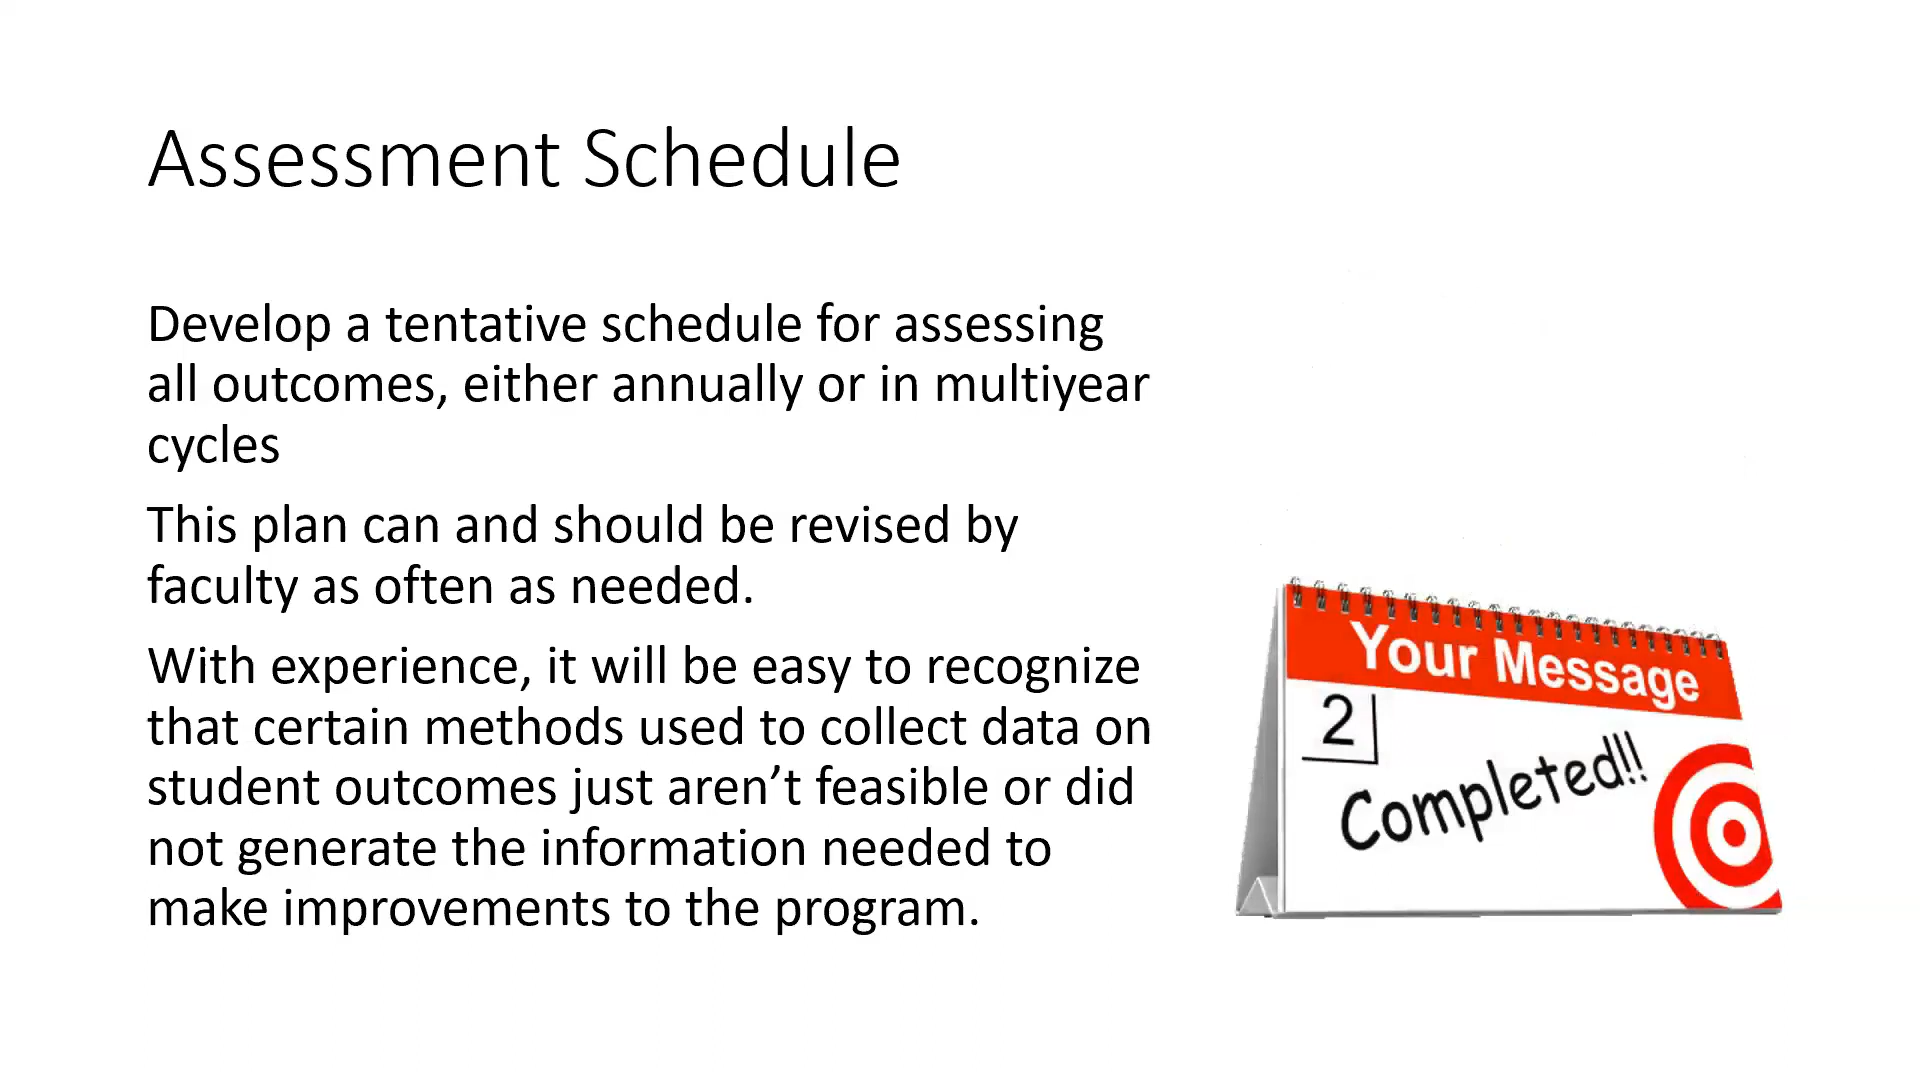 Assessment Schedule
Develop a tentative schedule for assessing
all outcomes, either annually or in multiyear
cycles
This plan can and should be revised by
faculty as often as needed.
With experience, it will be easy to recognize
that certain methods used to collect data on
student outcomes just aren’t feasible or did
not generate the information needed to
make improvements to the program.
Your Message
2
Completed!!